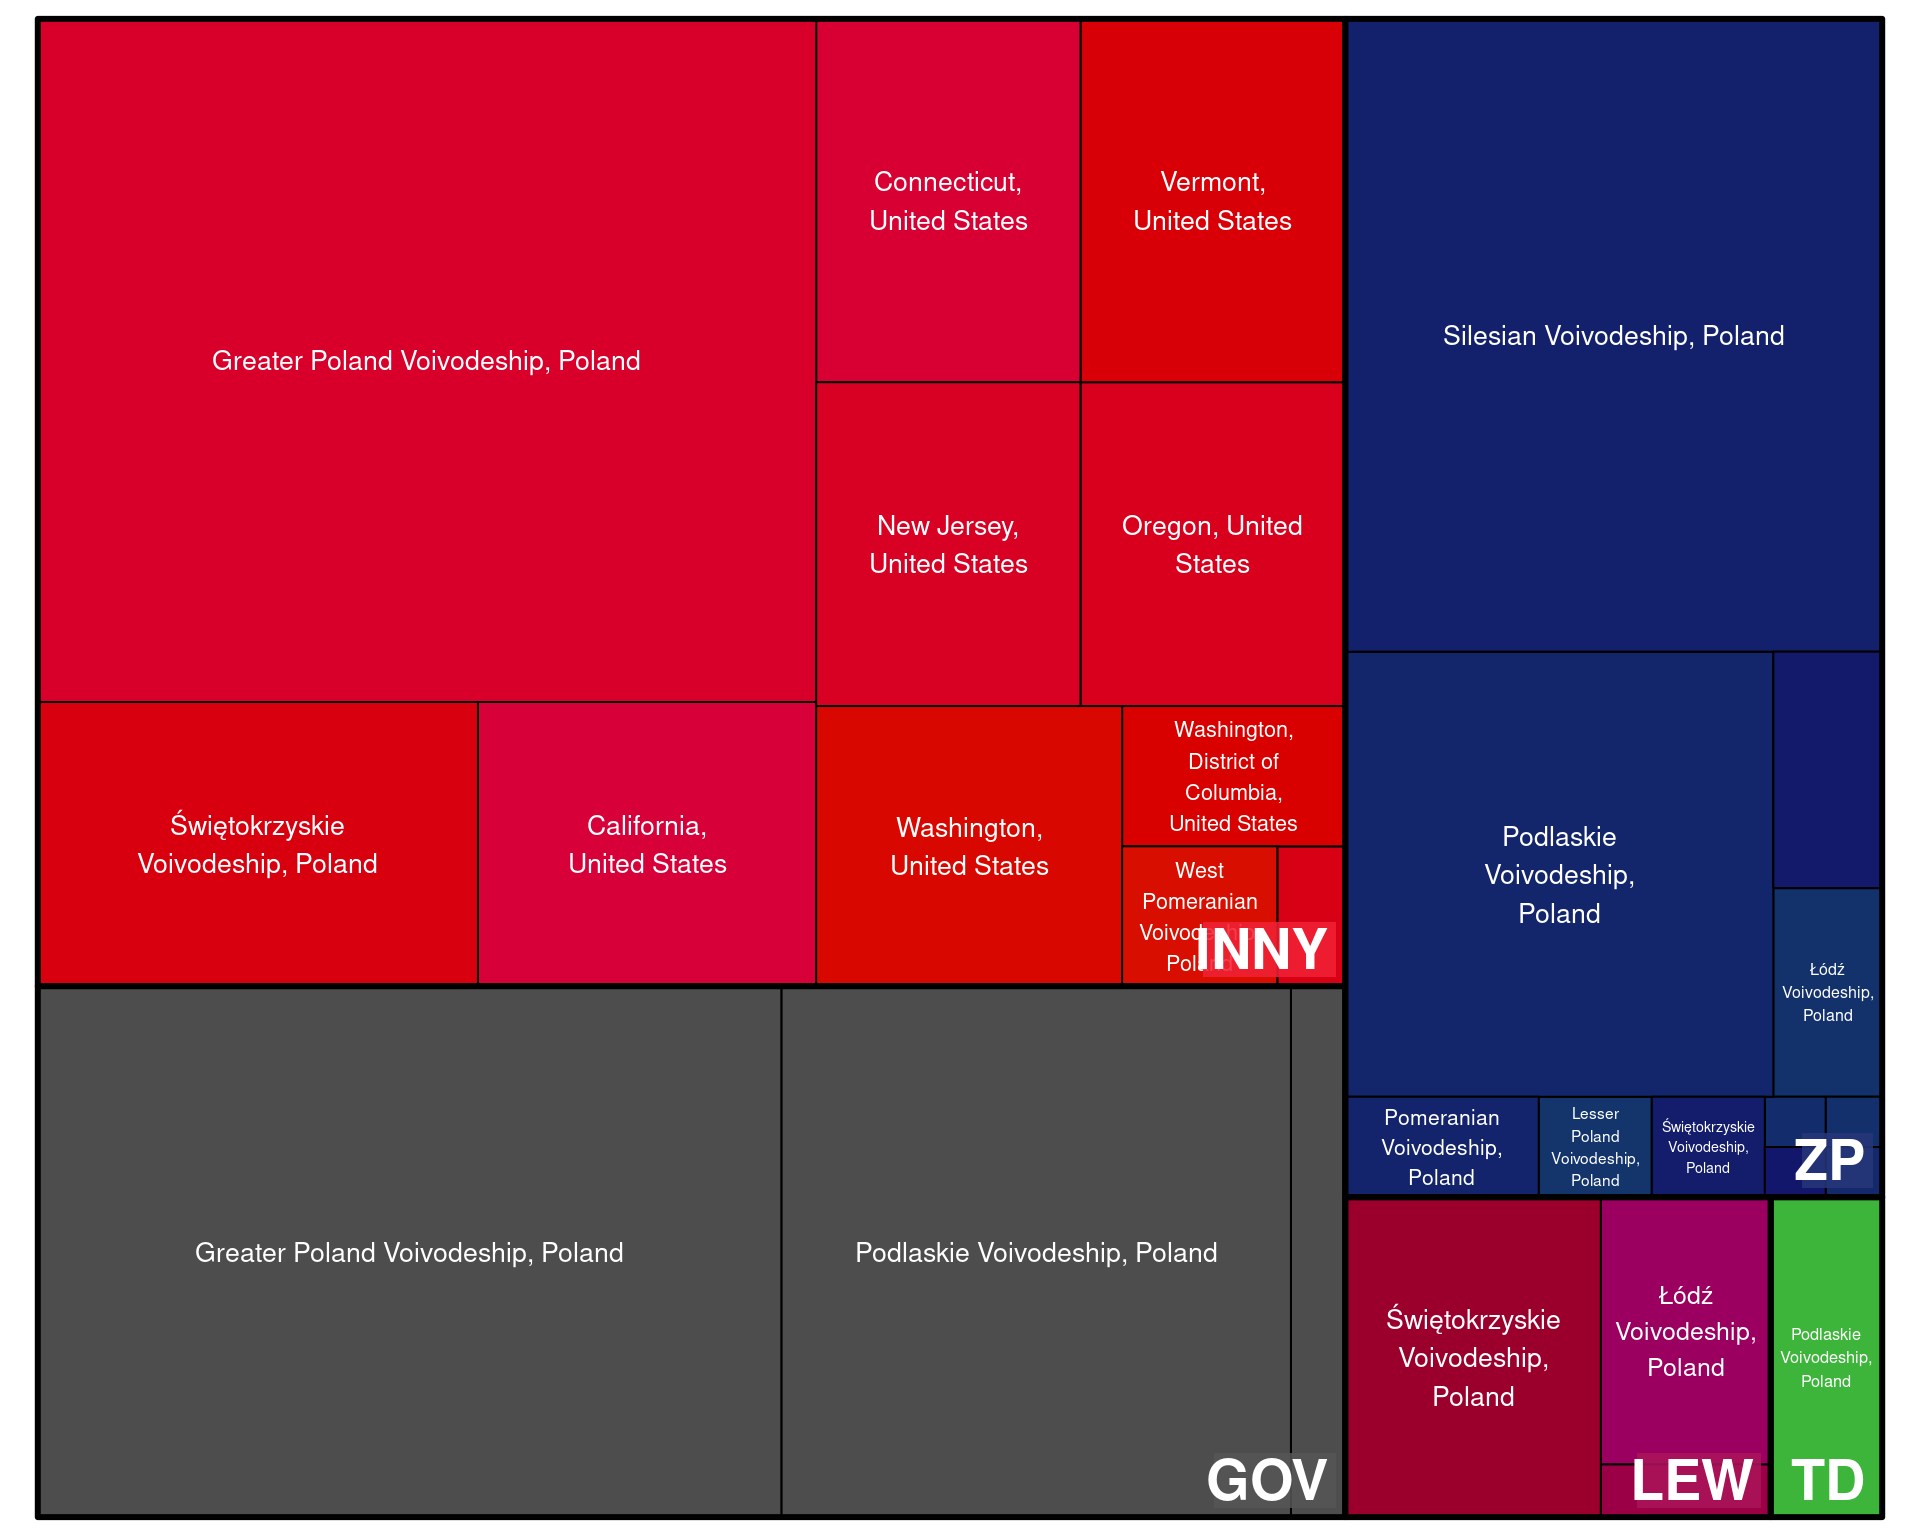 Greater Poland Voivodeship, Poland
Connecticut,
United States
Vermont,
United States
New Jersey,
United States
Oregon, United
States
Świętokrzyskie
Voivodeship, Poland
California,
United States
Washington,
United States
Washington,
District of
Columbia,
United States
West
Pomeranian
INNY
Greater Poland Voivodeship, Poland
Podlaskie Voivodeship, Poland
GOV
Silesian Voivodeship, Poland
Podlaskie
Voivodeship,
Poland
Łódź
Voivodeship,
Poland
Pomeranian
Voivodeship,
Poland
Lesser
Poland
Voivodeship,
Poland
Świętokrzyskie
Voivodeship,
Poland
ZP
Świętokrzyskie
Voivodeship,
Poland
Łódź
Voivodeship,
Poland
LEW
Podlaskie
Voivodeship,
Poland
TD